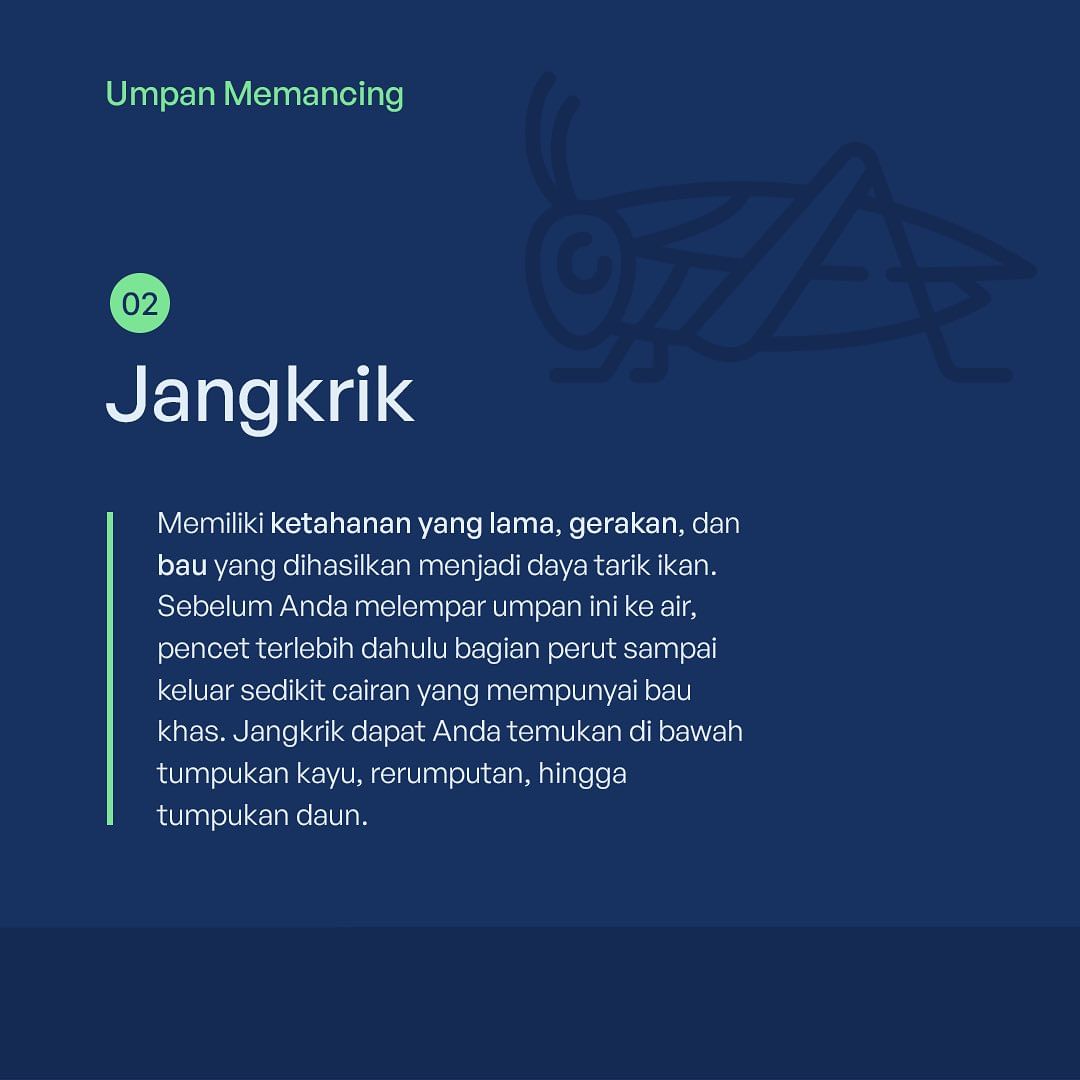 Umpan Memancing
02
Jangkrik
Memiliki ketahanan yang lama, gerakan, dan
bau yang dihasilkan menjadi daya tarik ikan.
Sebelum Anda melempar umpan ini ke air,
pencet terlebih dahulu bagian perut sampai
keluar sedikit cairan yang mempunyai bau
khas. Jangkrik dapat Anda temukan di bawah
tumpukan kayu, rerumputan, hingga
tumpukan daun.